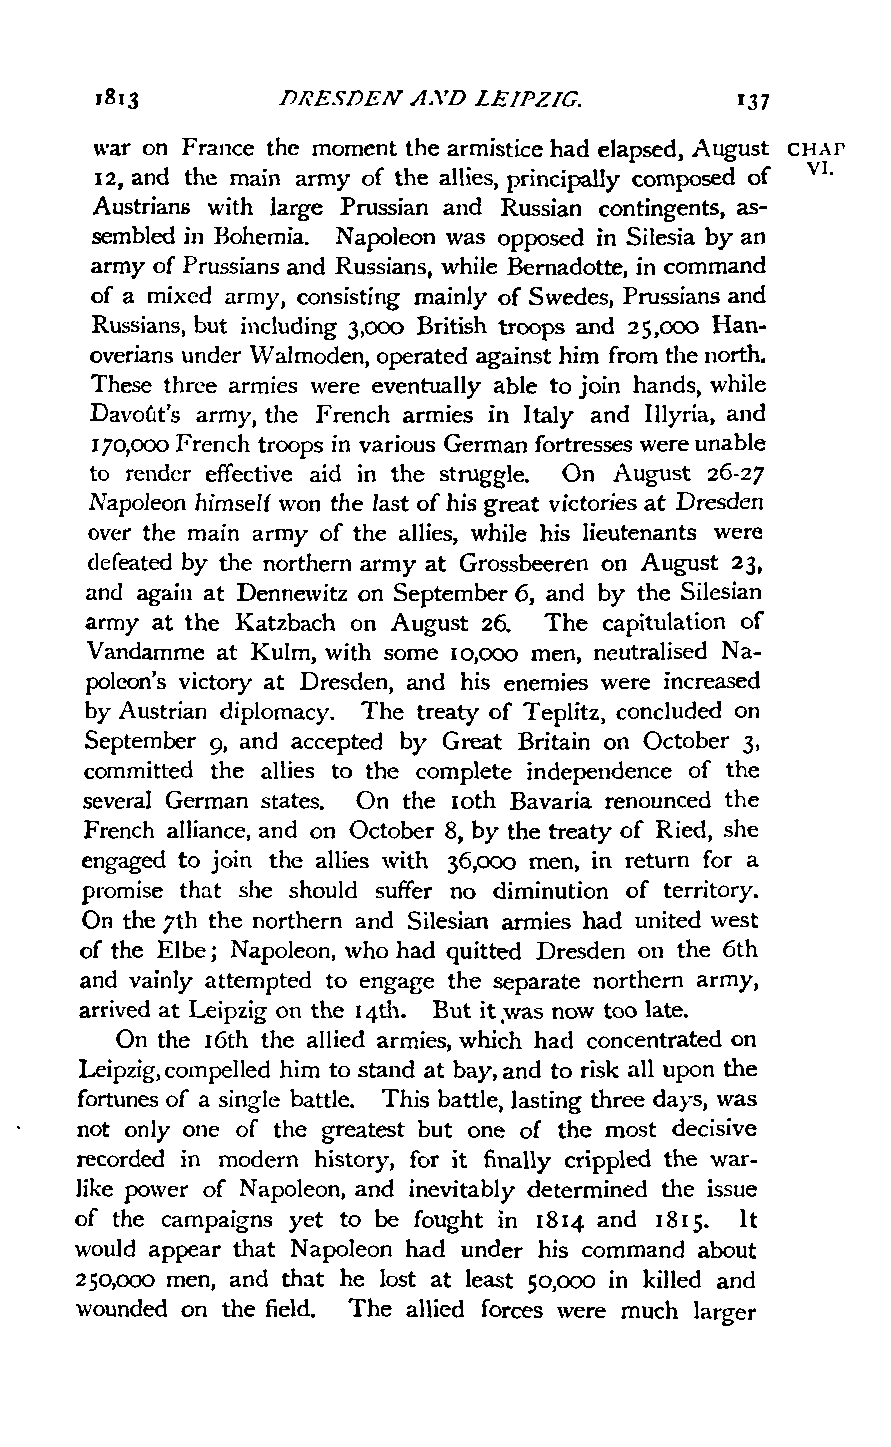 1813 DRESDEN AND LEIPZIG. 137
war on France the moment the armistice had elapsed, August CHAP
12, and the main army of the allies, principally composed of VI.
Austrians with large Prussian and Russian contingents, as-
sembled in Bohemia. Napoleon was opposed in Silesia by an
army of Prussians and Russians, while Bernadotte, in command
of a mixed army, consisting mainly of Swedes, Prussians and
Russians, but including 3,000 British troops and 25,000 Han-
overians under Walmoden, operated against him from the north.
These three armies were eventually able to join hands, while
Davoût's army, the French armies in Italy and Illyria, and
170,000 French troops in various German fortresses were unable
to render effective aid in the struggle. On August 26-27
Napoleon himself won the last of his great victories at Dresden
over the main army of the allies, while his lieutenants were
defeated by the northern army at Grossbeeren on August 23,
and again at Dennewitz on September 6, and by the Silesian
army at the Katzbach on August 26. The capitulation of
Vandamme at Kulm, with some 10,000 men, neutralised Na-
poleon's victory at Dresden, and his enemies were increased
by Austrian diplomacy. The treaty of Teplitz, concluded on
September 9, and accepted by Great Britain on October 3,
committed the allies to the complete independence of the
several German states. On the 10th Bavaria renounced the
French alliance, and on October 8, by the treaty of Ried, she
engaged to join the allies with 36,000 men, in return for a
promise that she should suffer no diminution of territory.
On the 7th the northern and Silesian armies had united west
of the Elbe; Napoleon, who had quitted Dresden on the 6th
and vainly attempted to engage the separate northern army,
arrived at Leipzig on the 14th. But it was now too late.
On the 16th the allied armies, which had concentrated on
Leipzig, compelled him to stand at bay, and to risk all upon the
fortunes of a single battle. This battle, lasting three days, was
not only one of the greatest but one of the most decisive
recorded in modern history, for it finally crippled the war-
like power of Napoleon, and inevitably determined the issue
of the campaigns yet to be fought in 1814 and 1815. It
would appear that Napoleon had under his command about
250,000 men, and that he lost at least 50,000 in killed and
wounded on the field. The allied forces were much larger